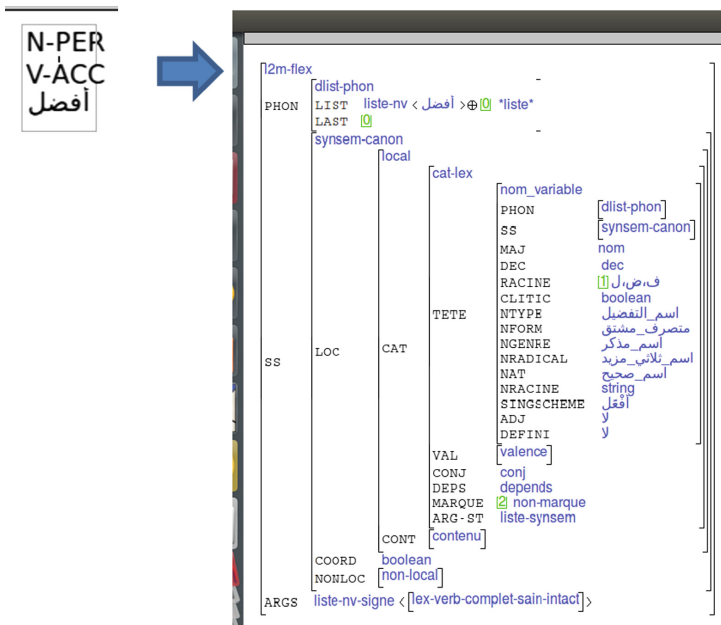 N-PER
V-ACC
أفضل
l2m-flex
dlist-phon
PHON LIST liste-nv < أفضل >⊕ 0 *liste*
LAST 0
synsem-canon
local
cat-lex
nom_variable
PHON [dlist-phon]
SS [synsem-canon]
MAJ nom
DEC dec
RACINE 1 ف،ض،ل
CLITIC boolean
TETE NTYPE اسم_التفضيل
NFORM متصرف_مشتق
NGENRE اسم_مذكر
SS LOC CAT NRADICAL اسم_ثلاثي_مزيد
NAT اسم_صحيح
NRACINE string
SINGSCHEME أَفْعَل
ADJ لا
DEFINI لا
VAL [valence]
CONJ conj
DEPS depends
MARQUE 2 non-marque
ARG-ST liste-synsem
CONT [contenu]
COORD boolean
NONLOC [non-local]
ARGS liste-nv-signe < [lex-verb-complet-sain-intact] >